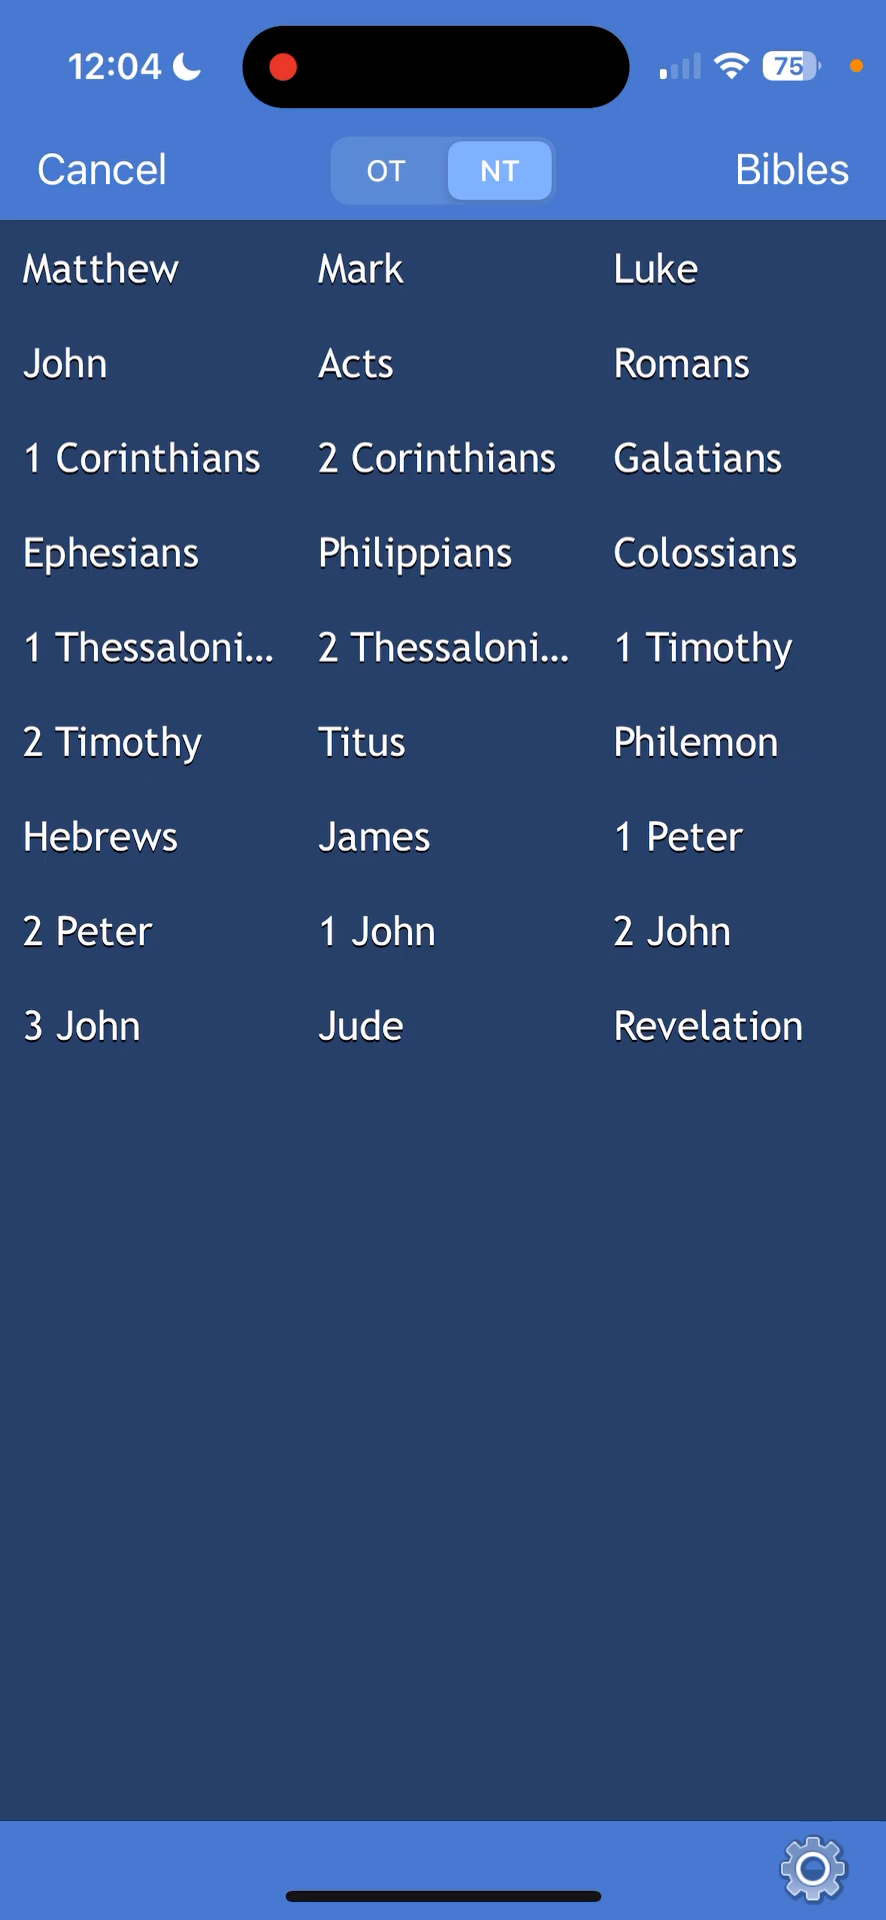 12:04 75
Cancel OT NT Bibles
Matthew Mark Luke
John Acts Romans
1 Corinthians 2 Corinthians Galatians
Ephesians Philippians Colossians
1 Thessaloni... 2 Thessaloni... 1 Timothy
2 Timothy Titus Philemon
Hebrews James 1 Peter
2 Peter 1 John 2 John
3 John Jude Revelation